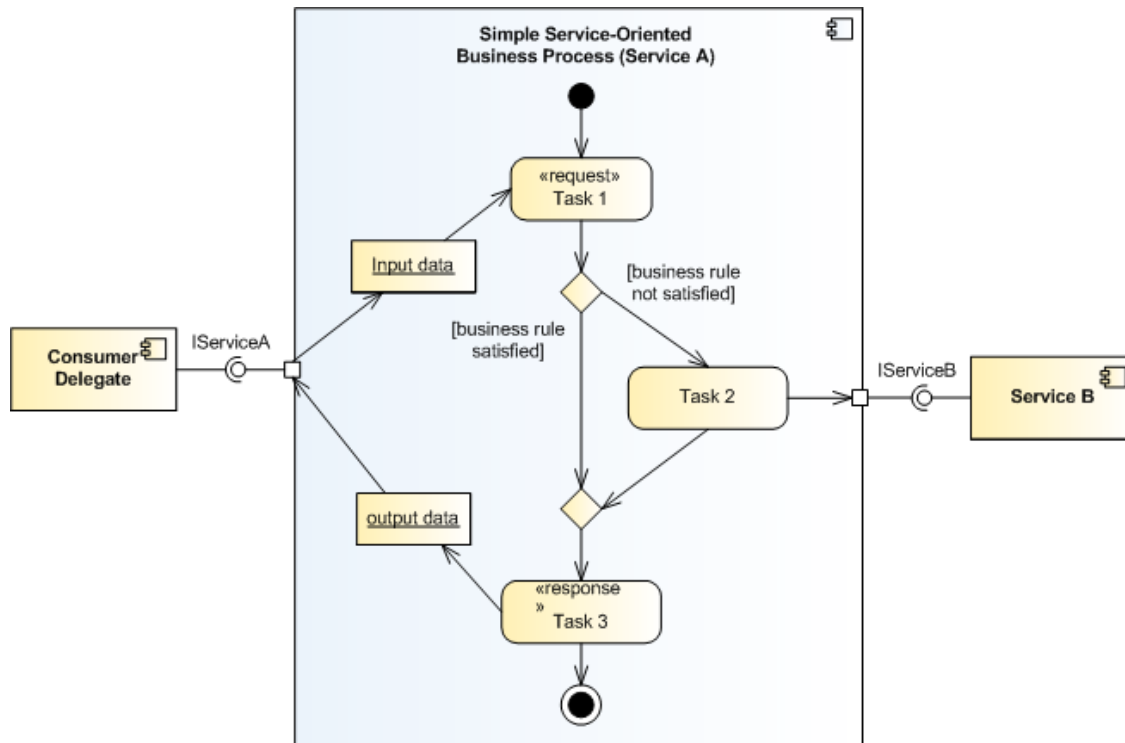 Simple Service-Oriented
Business Process (Service A)
«request»
Task 1
Input data
[business rule
not satisfied]
[business rule
satisfied]
IServiceA
Consumer
Delegate
Task 2
IServiceB
Service B
output data
«response
»
Task 3